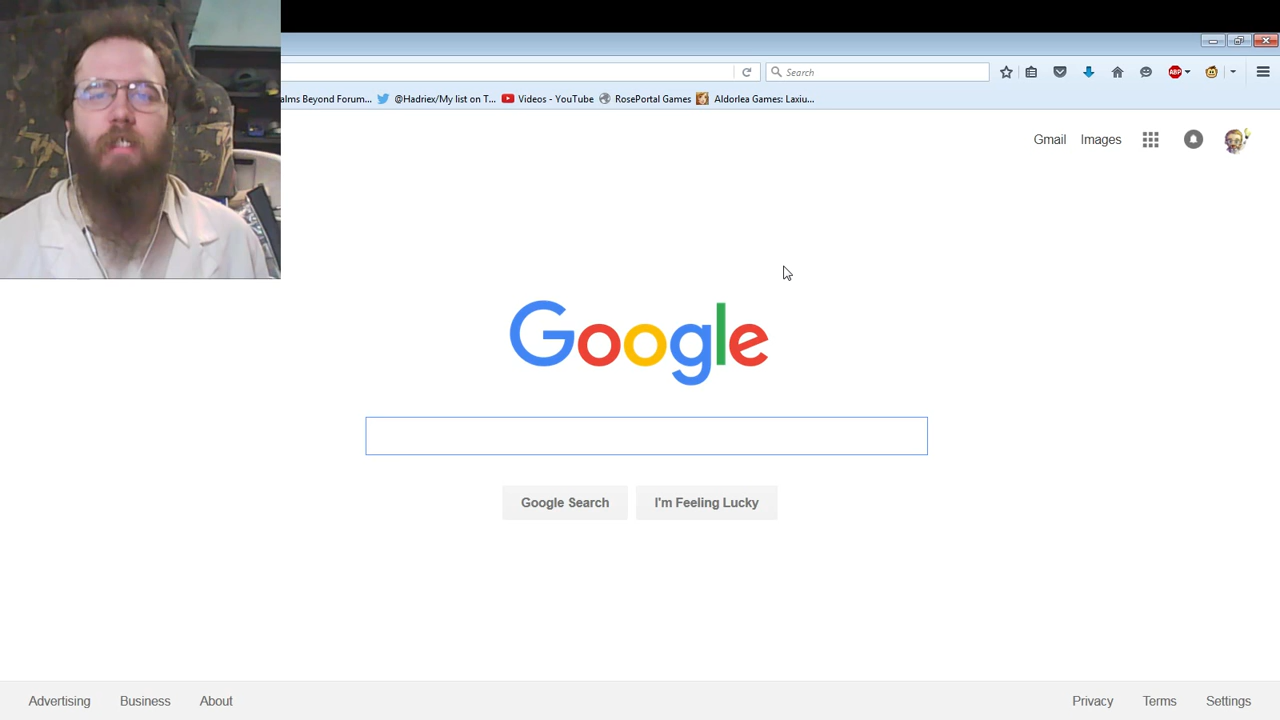 Search
ABP
alms Beyond Forum...
@Hadriex/My list on T...
Videos - YouTube
RosePortal Games
Aldorlea Games: Laxiu...
Gmail
Images
Google
Google Search
I'm Feeling Lucky
Advertising
Business
About
Privacy
Terms
Settings